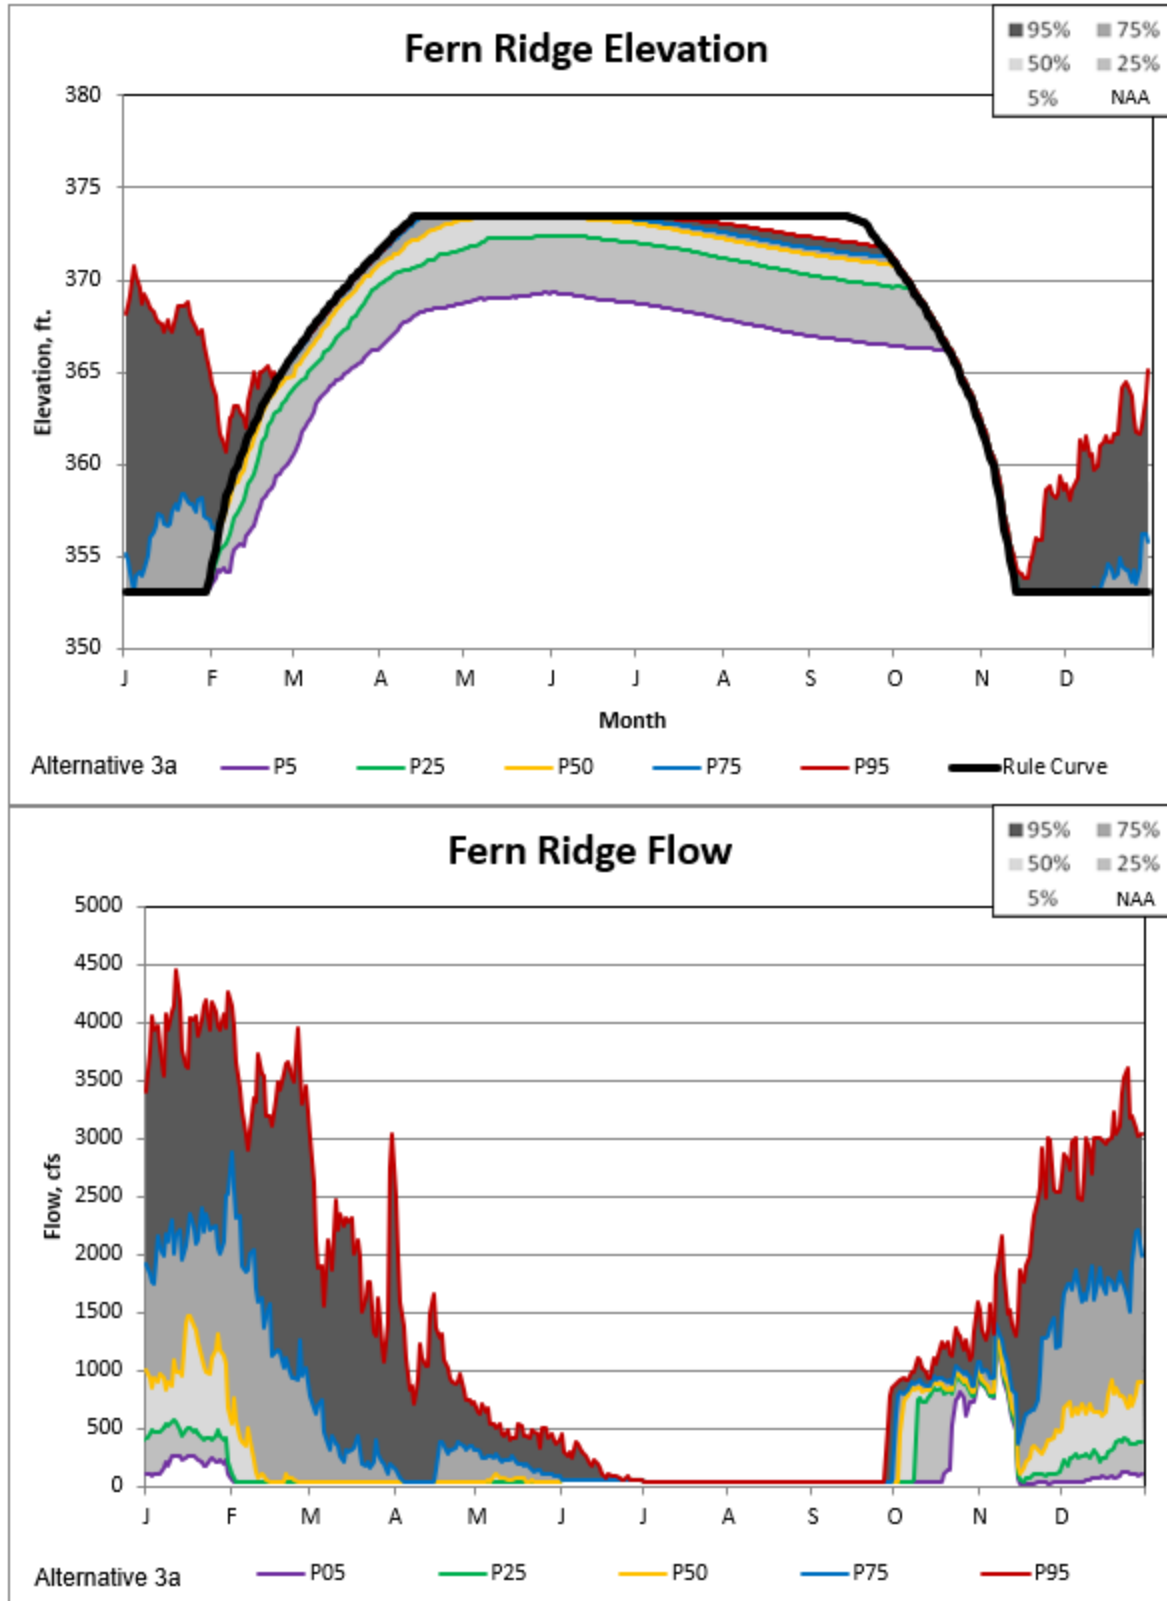 Fern Ridge Elevation
95% 75%
50% 25%
5% NAA
380
375
370
365
360
355
350
Elevation, ft.
J F M A M J J A S O N D
Month
Alternative 3a P5 P25 P50 P75 P95 Rule Curve
Fern Ridge Flow
95% 75%
50% 25%
5% NAA
5000
4500
4000
3500
3000
2500
2000
1500
1000
500
0
Flow, cfs
J F M A M J J A S O N D
Alternative 3a P05 P25 P50 P75 P95